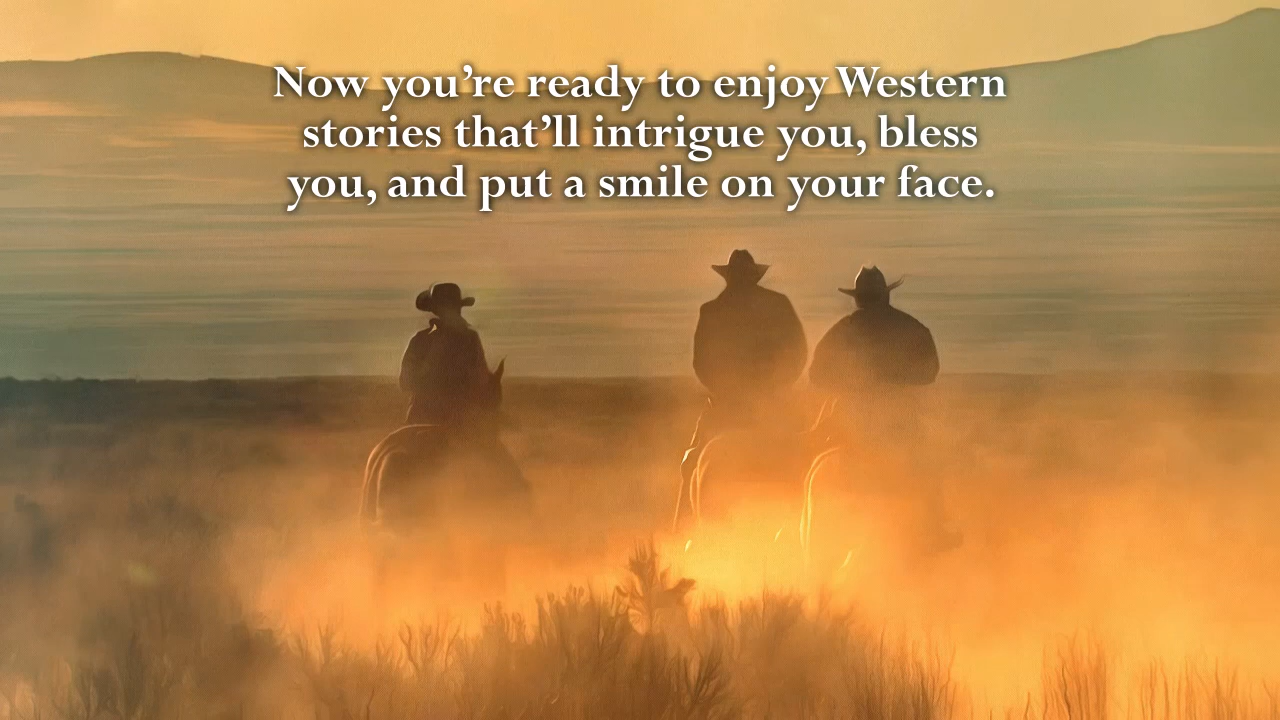 Now you’re ready to enjoy Western
stories that’ll intrigue you, bless
you, and put a smile on your face.